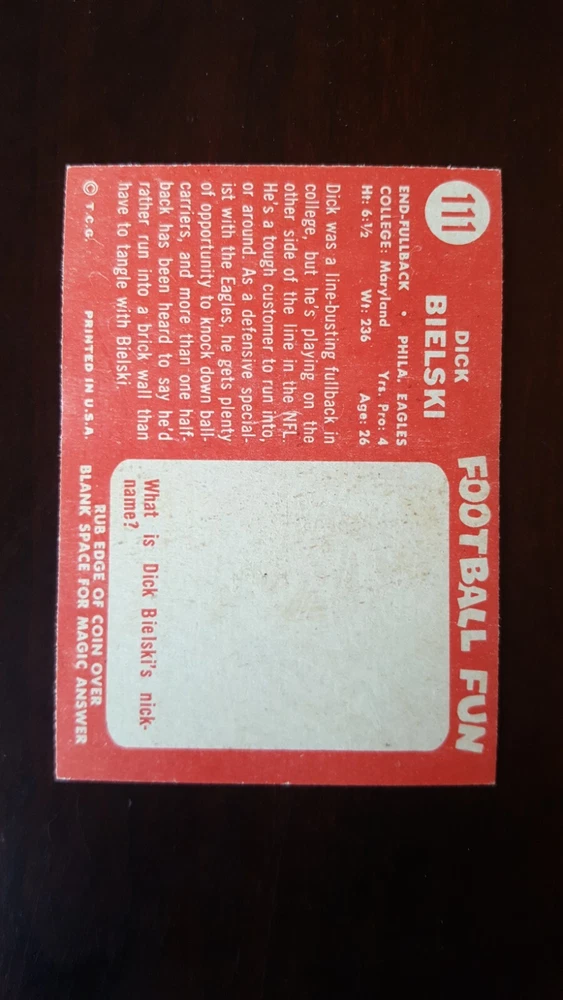 111
DICK
BIELSKI
END-FULLBACK • PHILA. EAGLES
COLLEGE: Maryland Yrs. Pro: 4
Ht: 6:½ Wt: 236 Age: 26
Dick was a line-busting fullback in
college, but he's playing on the
other side of the line in the NFL.
He's a tough customer to run into,
or around. As a defensive special-
ist with the Eagles, he gets plenty
of opportunity to knock down ball-
carriers, and more than one half-
back has been heard to say he'd
rather run into a brick wall than
have to tangle with Bielski.
© T.C.G. PRINTED IN U.S.A.
FOOTBALL FUN
What is Dick Bielski's nick-
name?
RUB EDGE OF COIN OVER
BLANK SPACE FOR MAGIC ANSWER